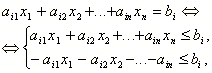 a_{i1}x_1 + a_{i2}x_2 + ... + a_{in}x_n = b_i ⇔
⇔ { a_{i1}x_1 + a_{i2}x_2 + ... + a_{in}x_n ≤ b_i,
- a_{i1}x_1 - a_{i2}x_2 - ... - a_{in} ≤ b_i,